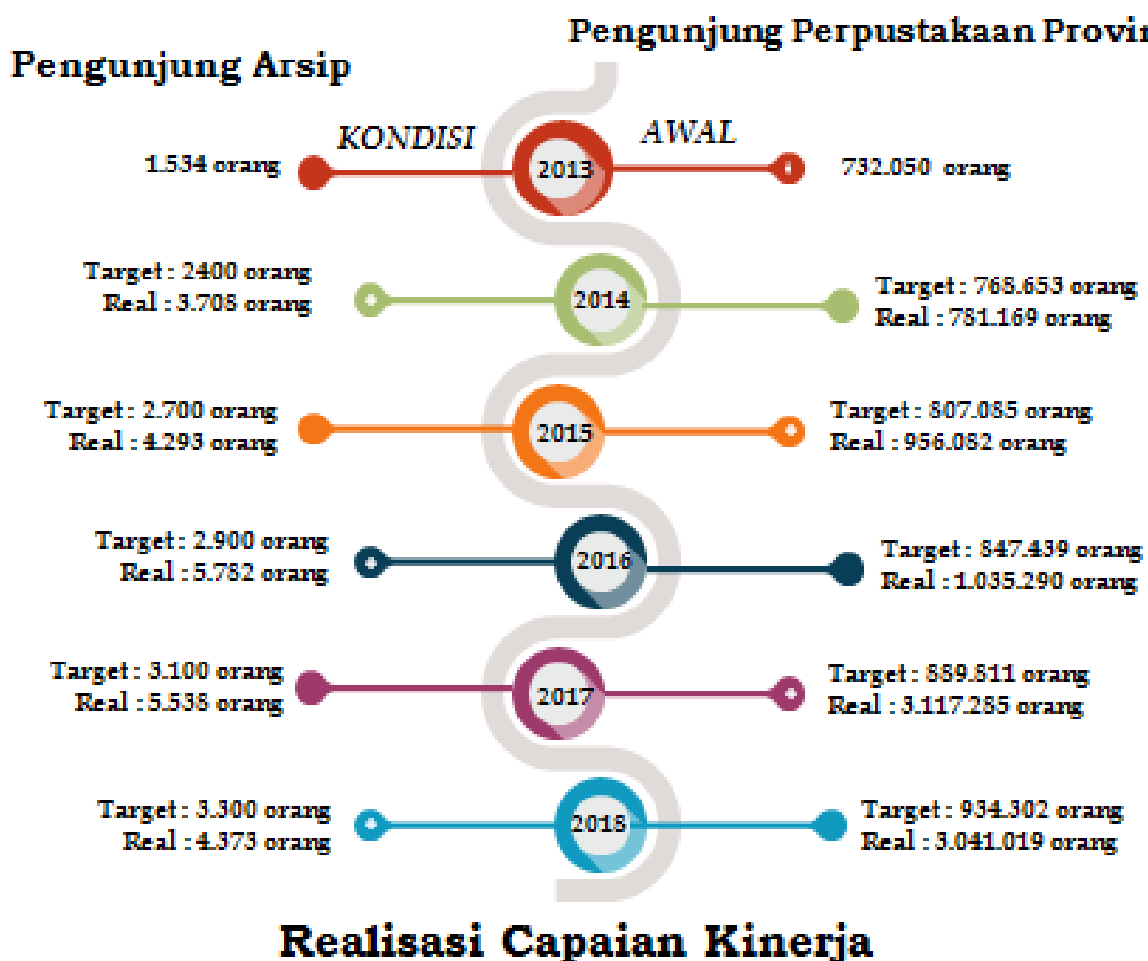 Pengunjung Perpustakaan Provin
Pengunjung Arsip
KONDISI AWAL
1.534 orang
2013
732.050 orang
Target : 2400 orang
Real : 3.708 orang
2014
Target : 768.653 orang
Real : 781.169 orang
Target : 2.700 orang
Real : 4.293 orang
2015
Target : 807.085 orang
Real : 956.082 orang
Target : 2.900 orang
Real : 5.782 orang
2016
Target : 847.439 orang
Real : 1.035.290 orang
Target : 3.100 orang
Real : 5.538 orang
2017
Target : 889.811 orang
Real : 3.117.285 orang
Target : 3.300 orang
Real : 4.373 orang
2018
Target : 934.302 orang
Real : 3.041.019 orang
Realisasi Capaian Kinerja